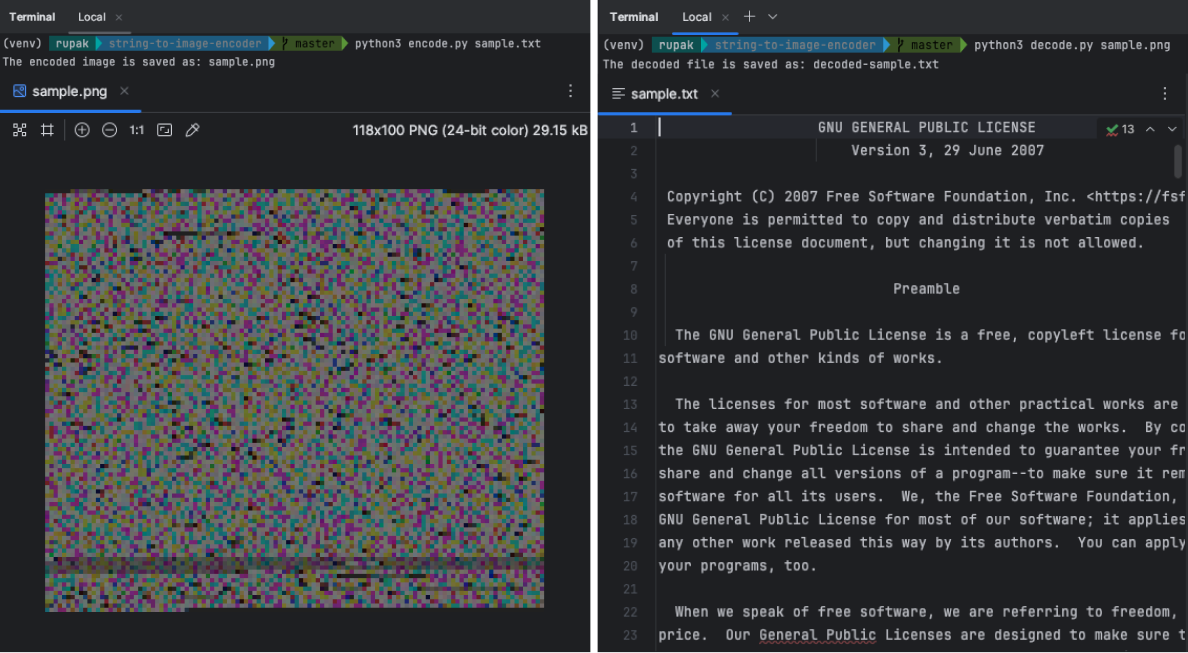 Terminal Local ×
(venv) rupak string-to-image-encoder master python3 encode.py sample.txt
The encoded image is saved as: sample.png
sample.png ×
1:1 118x100 PNG (24-bit color) 29.15 kB
Terminal Local × +
(venv) rupak string-to-image-encoder master python3 decode.py sample.png
The decoded file is saved as: decoded-sample.txt
sample.txt ×
1 GNU GENERAL PUBLIC LICENSE 13
2 Version 3, 29 June 2007
3
4 Copyright (C) 2007 Free Software Foundation, Inc. <https://fsf
5 Everyone is permitted to copy and distribute verbatim copies
6 of this license document, but changing it is not allowed.
7
8 Preamble
9
10 The GNU General Public License is a free, copyleft license fo
11 software and other kinds of works.
12
13 The licenses for most software and other practical works are
14 to take away your freedom to share and change the works. By co
15 the GNU General Public License is intended to guarantee your fr
16 share and change all versions of a program--to make sure it rem
17 software for all its users. We, the Free Software Foundation,
18 GNU General Public License for most of our software; it applies
19 any other work released this way by its authors. You can apply
20 your programs, too.
21
22 When we speak of free software, we are referring to freedom,
23 price. Our General Public Licenses are designed to make sure t